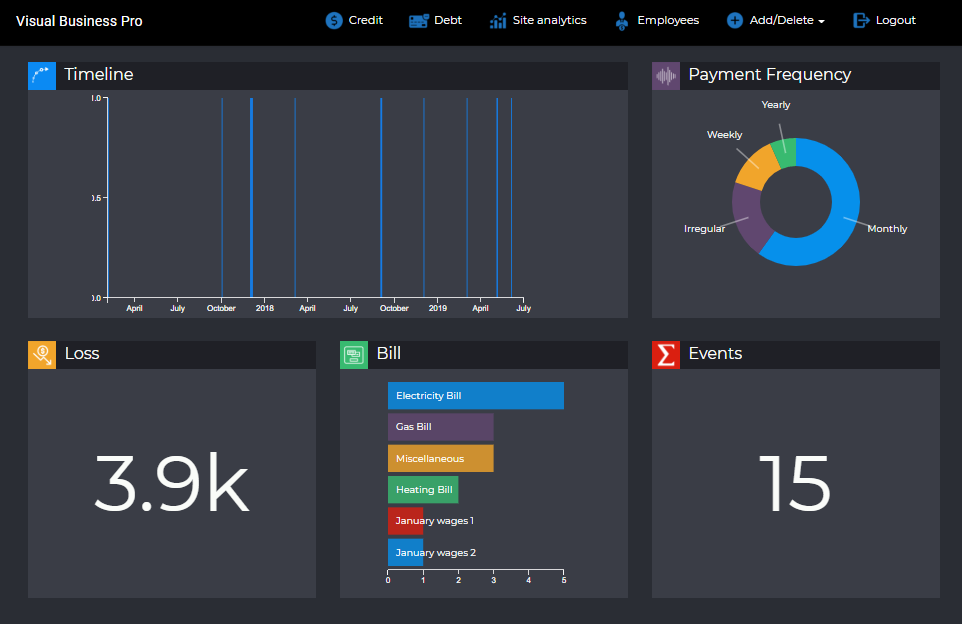 Visual Business Pro
Credit
Debt
Site analytics
Employees
Add/Delete
Logout
Timeline
1.0
0.5
0.0
April July October 2018 April July October 2019 April July
Payment Frequency
Yearly
Weekly
Irregular
Monthly
Loss
3.9k
Bill
Electricity Bill
Gas Bill
Miscellaneous
Heating Bill
January wages 1
January wages 2
0 1 2 3 4 5
Events
15